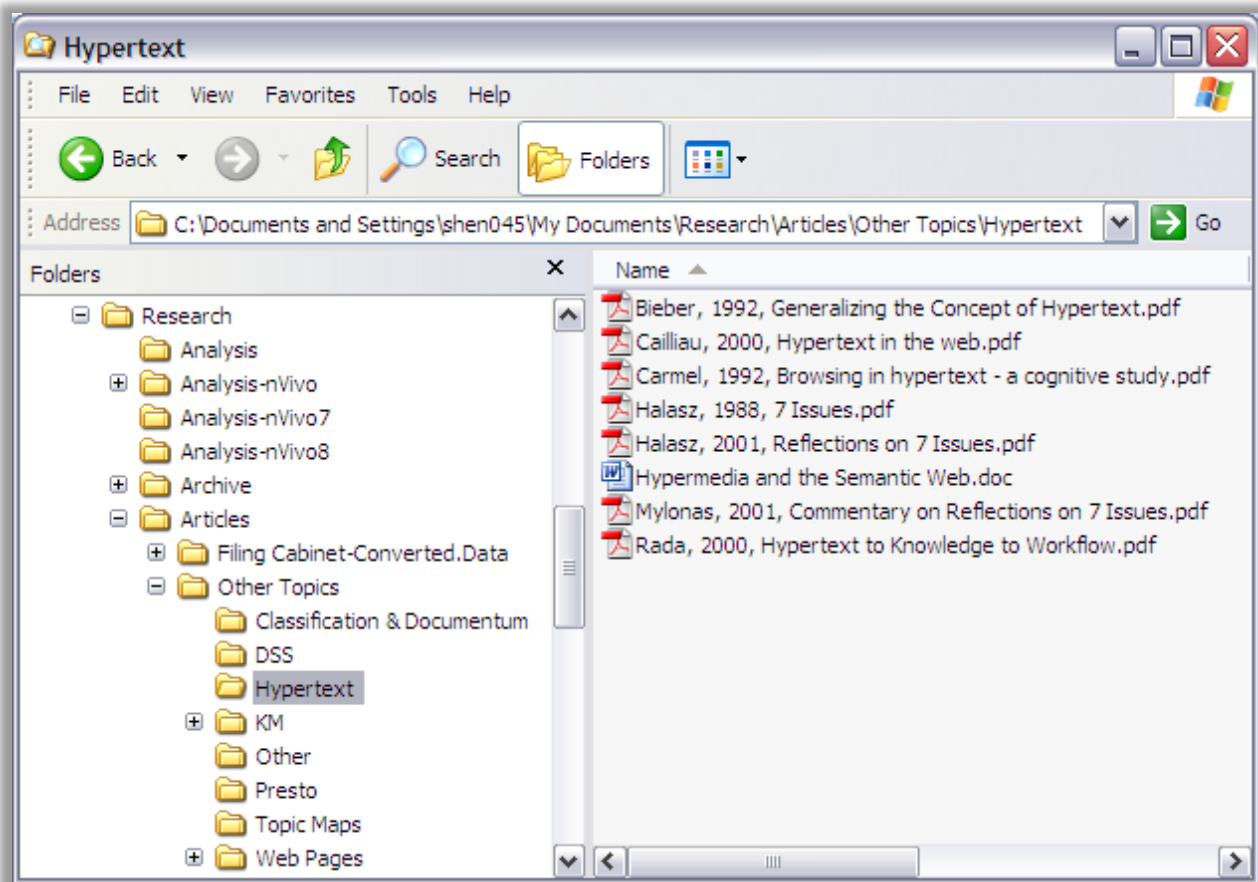 Hypertext
File Edit View Favorites Tools Help
Back Search Folders
Address C:\Documents and Settings\shen045\My Documents\Research\Articles\Other Topics\Hypertext Go
Folders
Research
Analysis
Analysis-nVivo
Analysis-nVivo7
Analysis-nVivo8
Archive
Articles
Filing Cabinet-Converted.Data
Other Topics
Classification & Documentum
DSS
Hypertext
KM
Other
Presto
Topic Maps
Web Pages
Name
Bieber, 1992, Generalizing the Concept of Hypertext.pdf
Cailliau, 2000, Hypertext in the web.pdf
Carmel, 1992, Browsing in hypertext - a cognitive study.pdf
Halasz, 1988, 7 Issues.pdf
Halasz, 2001, Reflections on 7 Issues.pdf
Hypermedia and the Semantic Web.doc
Mylonas, 2001, Commentary on Reflections on 7 Issues.pdf
Rada, 2000, Hypertext to Knowledge to Workflow.pdf